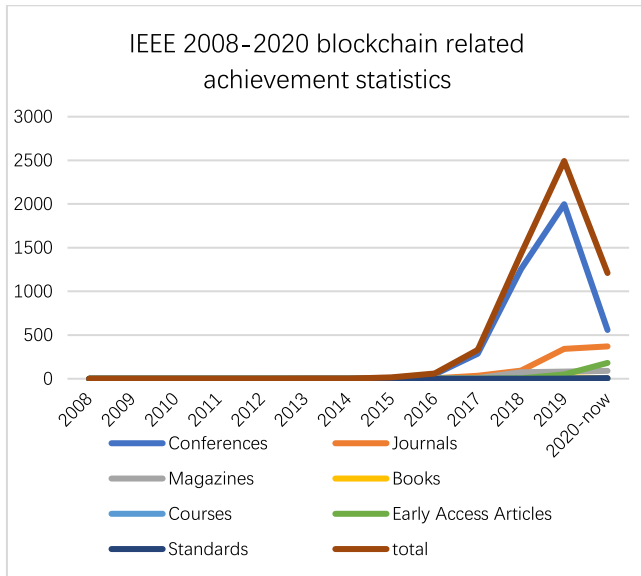 IEEE 2008-2020 blockchain related
achievement statistics
3000
2500
2000
1500
1000
500
0
2008
2009
2010
2011
2012
2013
2014
2015
2016
2017
2018
2019
2020-now
Conferences
Journals
Magazines
Books
Courses
Early Access Articles
Standards
total